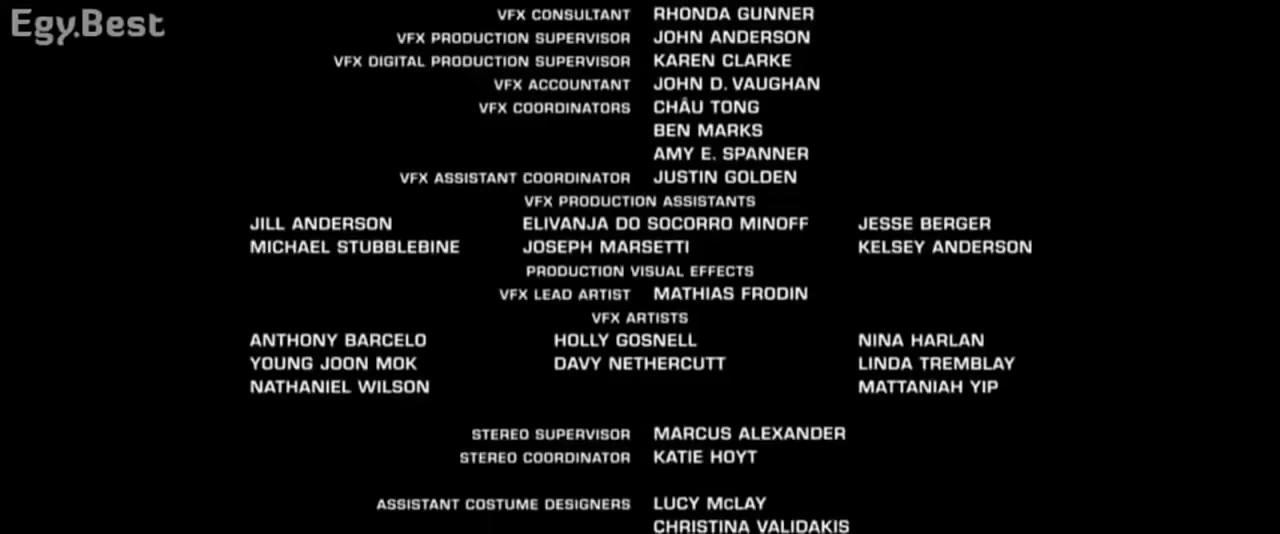 Egy.Best
VFX CONSULTANT RHONDA GUNNER
VFX PRODUCTION SUPERVISOR JOHN ANDERSON
VFX DIGITAL PRODUCTION SUPERVISOR KAREN CLARKE
VFX ACCOUNTANT JOHN D. VAUGHAN
VFX COORDINATORS CHÂU TONG
BEN MARKS
AMY E. SPANNER
VFX ASSISTANT COORDINATOR JUSTIN GOLDEN
VFX PRODUCTION ASSISTANTS
JILL ANDERSON ELIVANJA DO SOCORRO MINOFF JESSE BERGER
MICHAEL STUBBLEBINE JOSEPH MARSETTI KELSEY ANDERSON
PRODUCTION VISUAL EFFECTS
VFX LEAD ARTIST MATHIAS FRODIN
VFX ARTISTS
ANTHONY BARCELO HOLLY GOSNELL NINA HARLAN
YOUNG JOON MOK DAVY NETHERCUTT LINDA TREMBLAY
NATHANIEL WILSON MATTANIAH YIP
STEREO SUPERVISOR MARCUS ALEXANDER
STEREO COORDINATOR KATIE HOYT
ASSISTANT COSTUME DESIGNERS LUCY McLAY
CHRISTINA VALIDAKIS